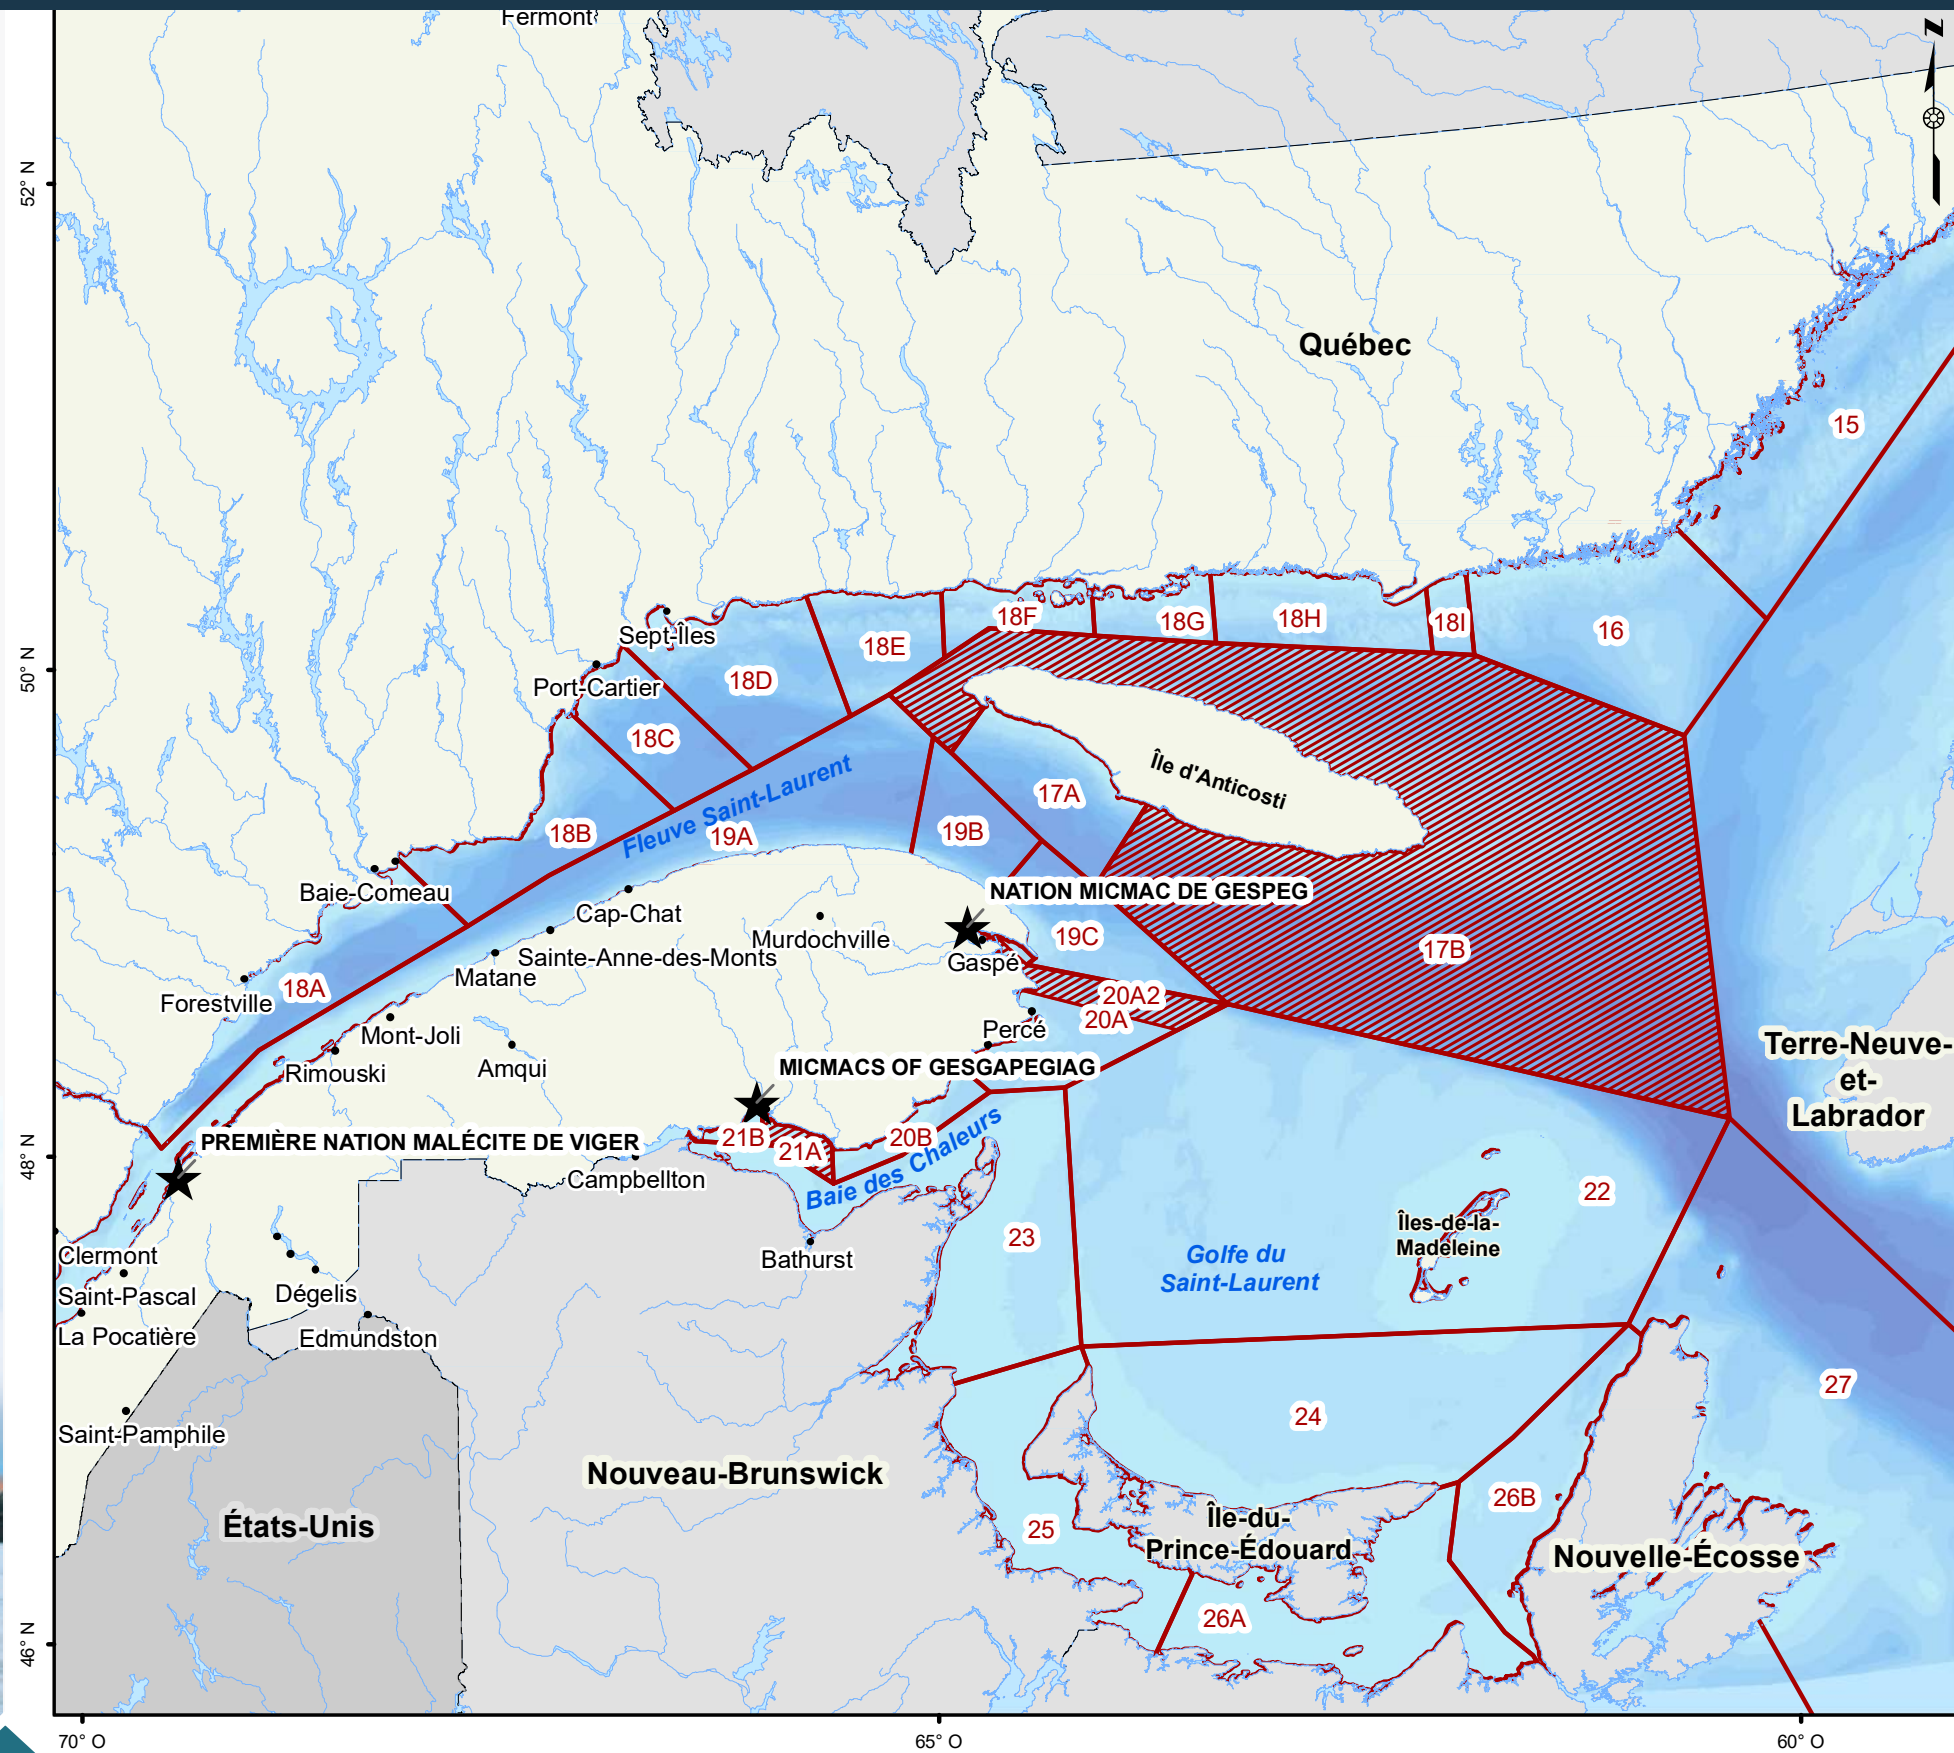 Fermont
N
52° N
Québec
15
Sept-Îles
18F
18G
18H
18I
16
50° N
18E
18D
Port-Cartier
18C
Île d'Anticosti
17A
Fleuve Saint-Laurent
18B
19A
19B
Baie-Comeau
NATION MICMAC DE GESPEG
Cap-Chat
Murdochville
19C
17B
Sainte-Anne-des-Monts
Gaspé
Matane
18A
Forestville
20A2
20A
Mont-Joli
Percé
Terre-Neuve-
et-
Labrador
Rimouski
Amqui
MICMACS OF GESGAPEGIAG
48° N
PREMIÈRE NATION MALÉCITE DE VIGER
21B
21A
20B
Baie des Chaleurs
Campbellton
22
Îles-de-la-
Madeleine
23
Golfe du
Saint-Laurent
Clermont
Bathurst
Saint-Pascal
Dégelis
La Pocatière
Edmundston
27
24
Saint-Pamphile
Nouveau-Brunswick
26B
États-Unis
25
Île-du-
Prince-Édouard
Nouvelle-Écosse
26A
46° N
70° O
65° O
60° O